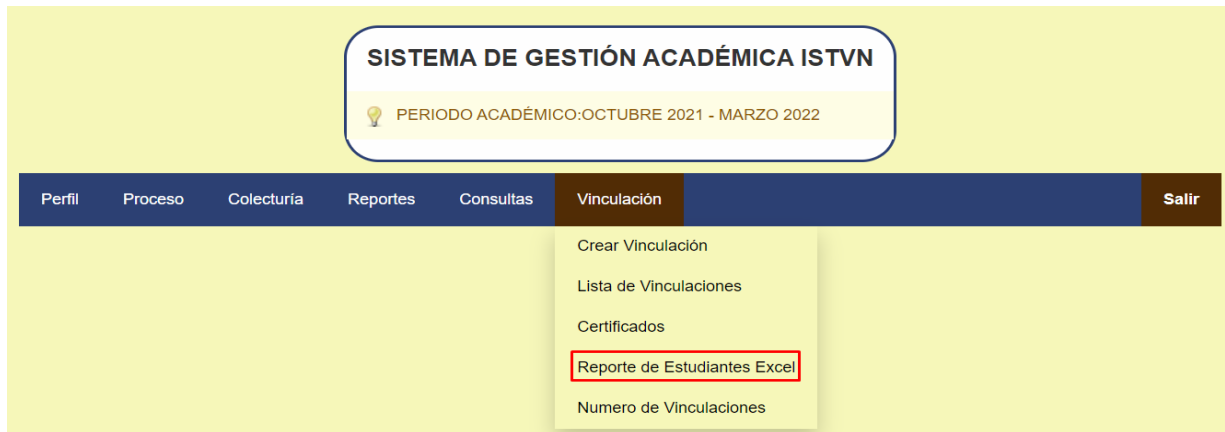 SISTEMA DE GESTIÓN ACADÉMICA ISTVN
PERIODO ACADÉMICO:OCTUBRE 2021 - MARZO 2022
Perfil Proceso Colecturía Reportes Consultas Vinculación Salir
Crear Vinculación
Lista de Vinculaciones
Certificados
Reporte de Estudiantes Excel
Numero de Vinculaciones